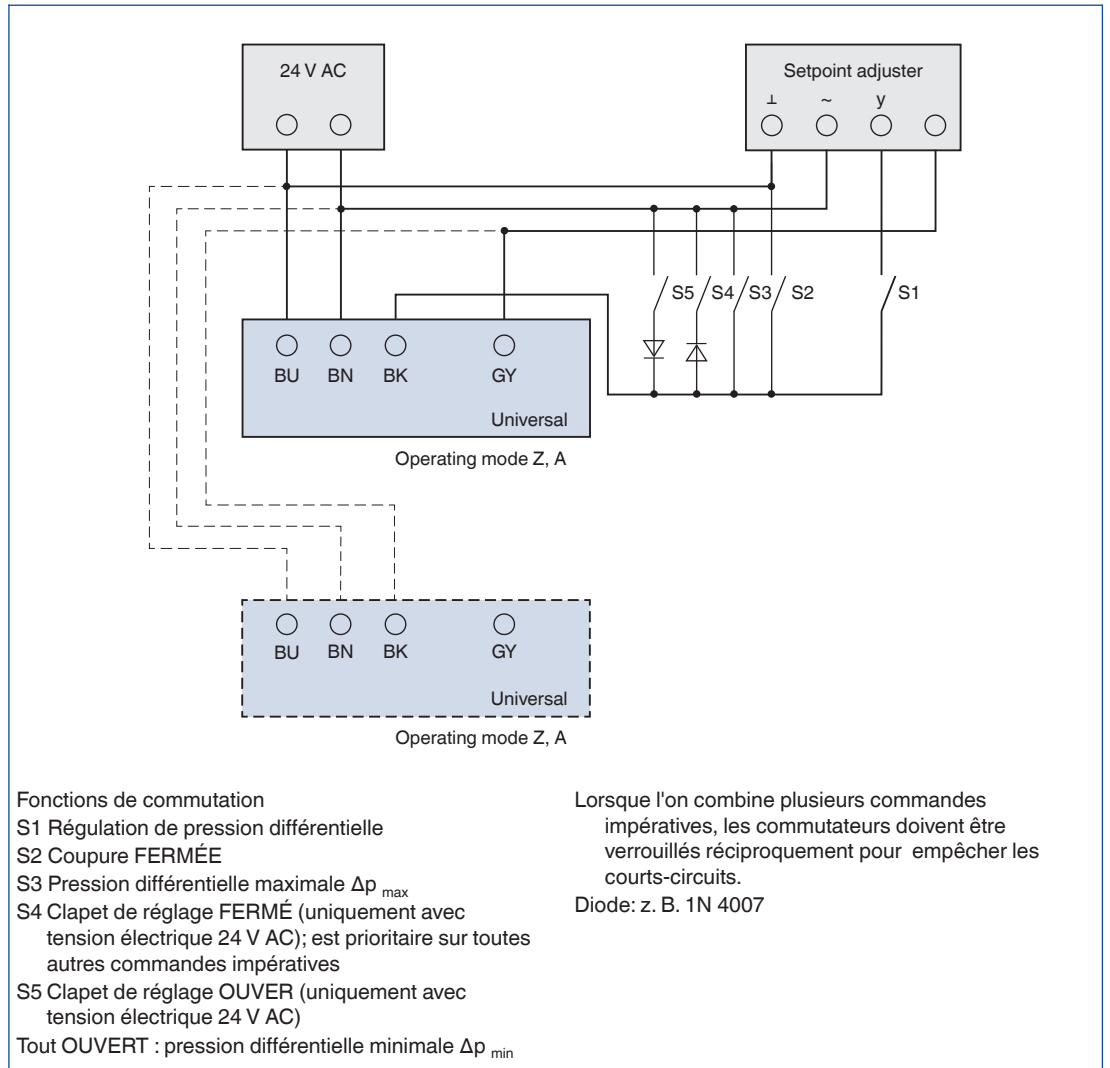 24 V AC
Setpoint adjuster
⊥ ~ y
S5 S4 S3 S2 S1
BU BN BK GY
Universal
Operating mode Z, A
BU BN BK GY
Universal
Operating mode Z, A
Fonctions de commutation
S1 Régulation de pression différentielle
S2 Coupure FERMÉE
S3 Pression différentielle maximale Δp max
S4 Clapet de réglage FERMÉ (uniquement avec
tension électrique 24 V AC); est prioritaire sur toutes
autres commandes impératives
S5 Clapet de réglage OUVER (uniquement avec
tension électrique 24 V AC)
Tout OUVERT : pression différentielle minimale Δp min
Lorsque l'on combine plusieurs commandes
impératives, les commutateurs doivent être
verrouillés réciproquement pour empêcher les
courts-circuits.
Diode: z. B. 1N 4007